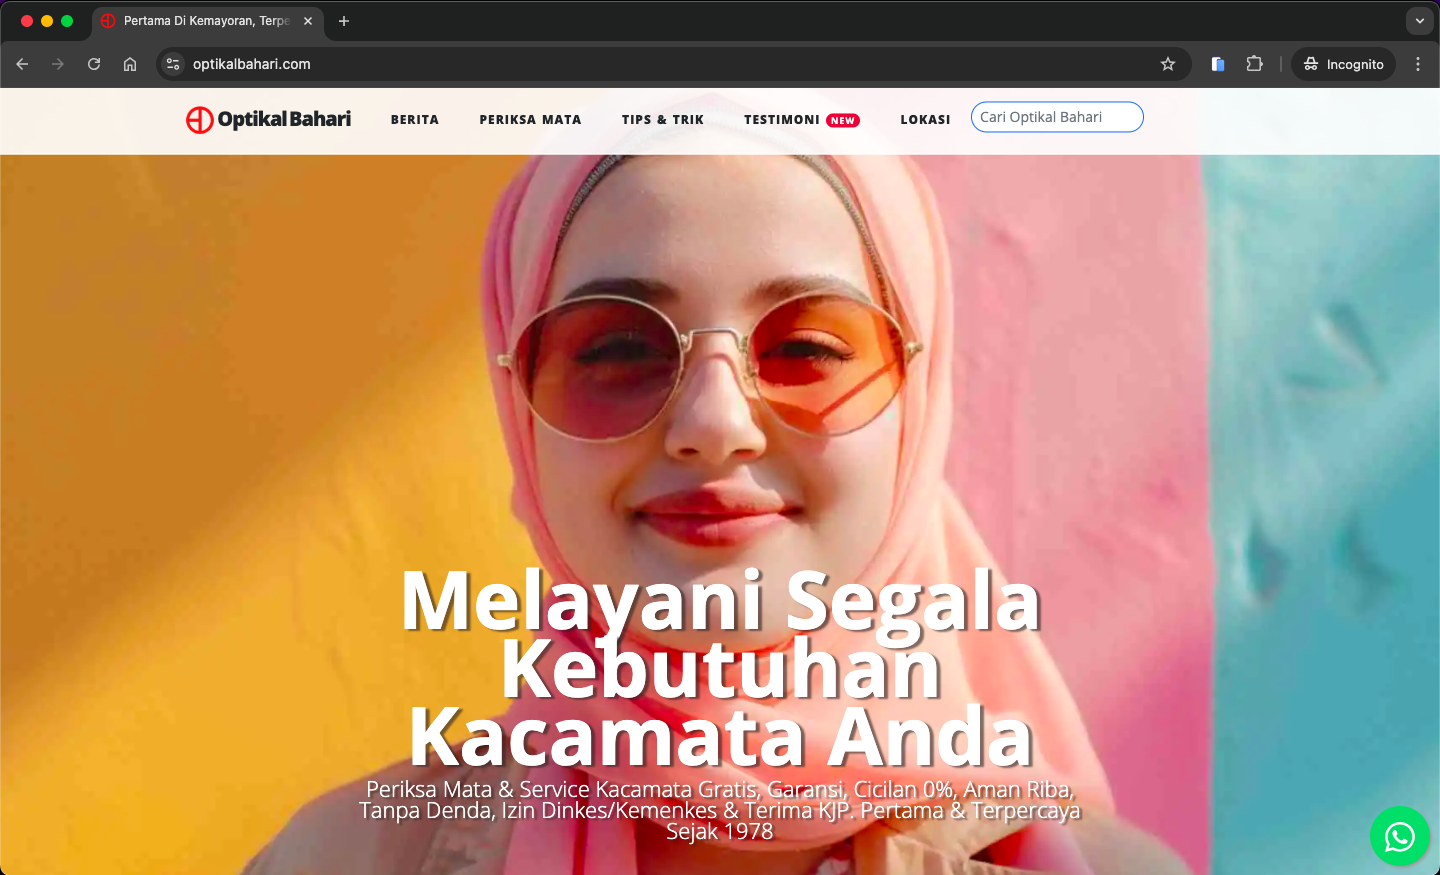 Pertama Di Kemayoran, Terpe
optikalbahari.com
Incognito
Optikal Bahari
BERITA
PERIKSA MATA
TIPS & TRIK
TESTIMONI NEW
LOKASI
Cari Optikal Bahari
Melayani Segala
Kebutuhan
Kacamata Anda
Periksa Mata & Service Kacamata Gratis, Garansi, Cicilan 0%, Aman Riba,
Tanpa Denda, Izin Dinkes/Kemenkes & Terima KJP. Pertama & Terpercaya
Sejak 1978